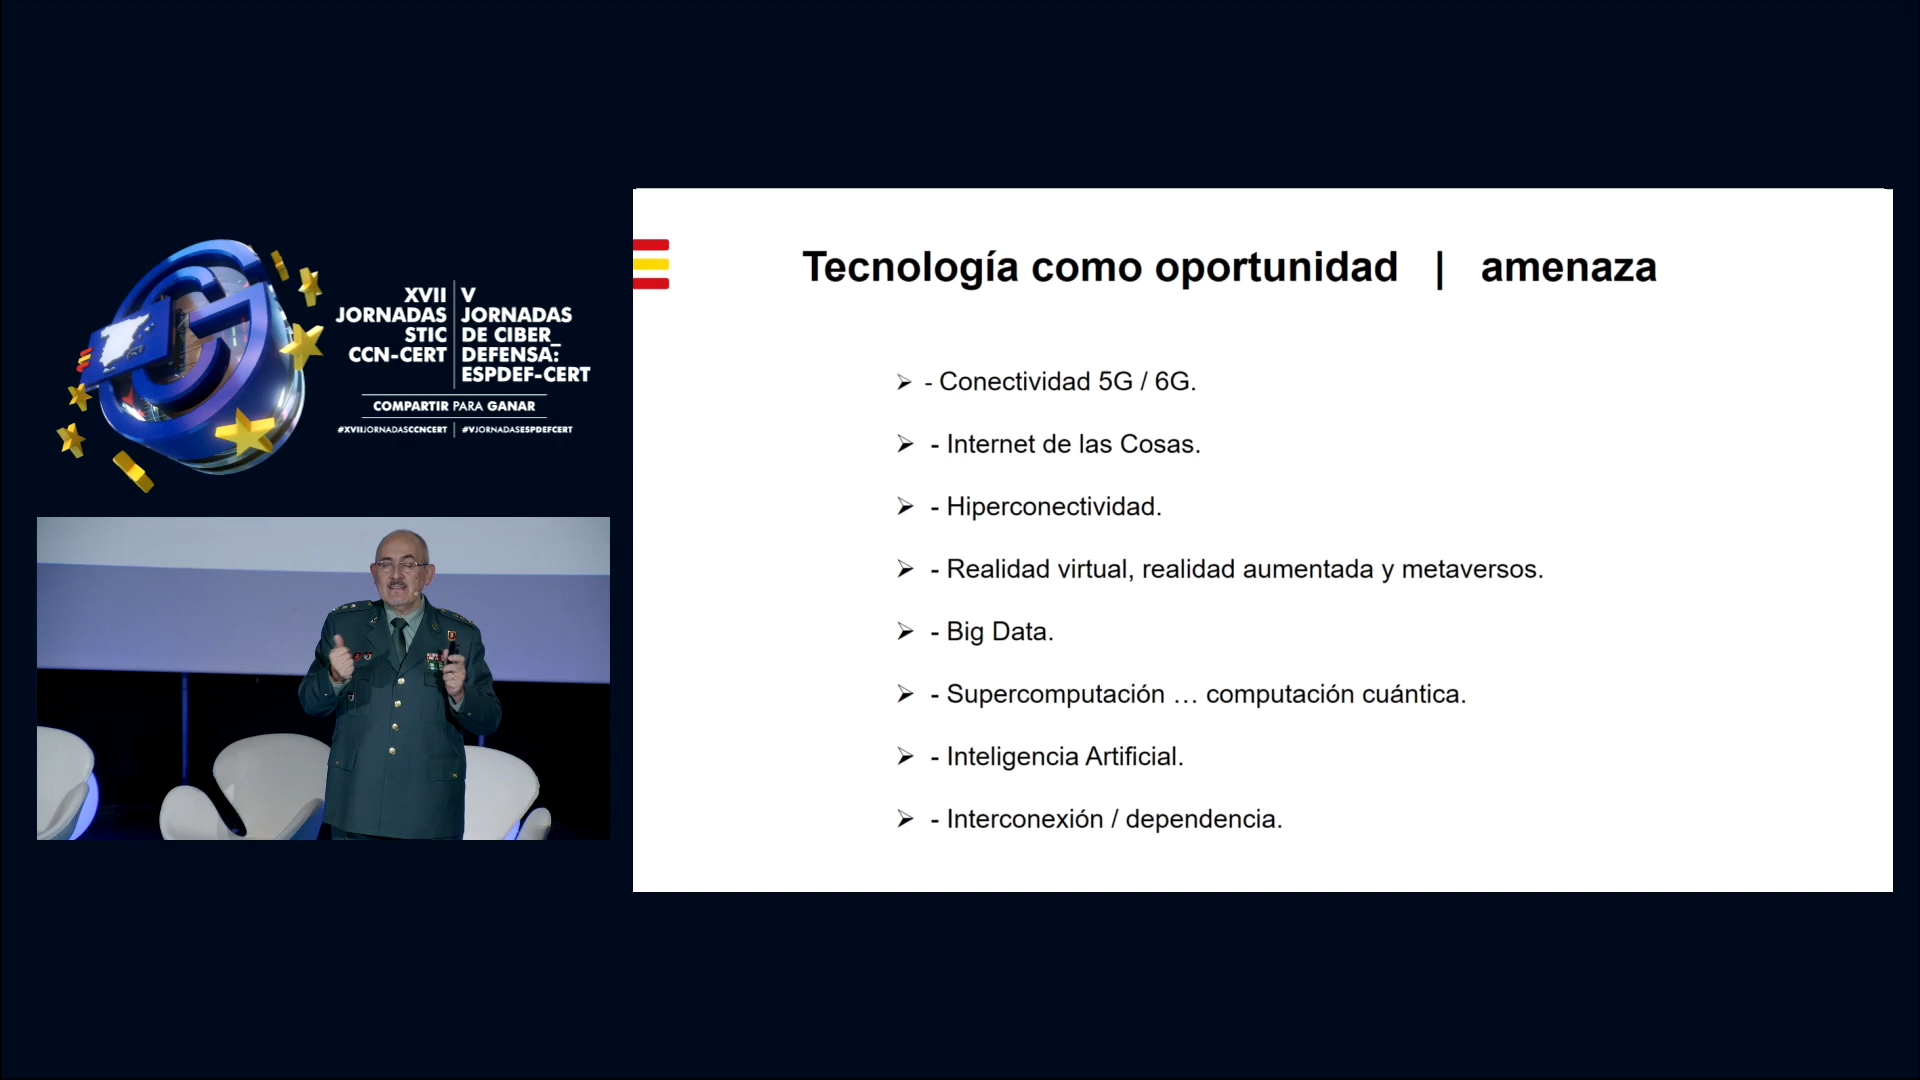 XVII
JORNADAS
STIC
CCN-CERT
V
JORNADAS
DE CIBER_
DEFENSA:
ESPDEF-CERT
COMPARTIR PARA GANAR
#XVIIJORNADASCCNCERT
#VJORNADASESPDEFCERT
Tecnología como oportunidad | amenaza
- Conectividad 5G / 6G.
- Internet de las Cosas.
- Hiperconectividad.
- Realidad virtual, realidad aumentada y metaversos.
- Big Data.
- Supercomputación … computación cuántica.
- Inteligencia Artificial.
- Interconexión / dependencia.